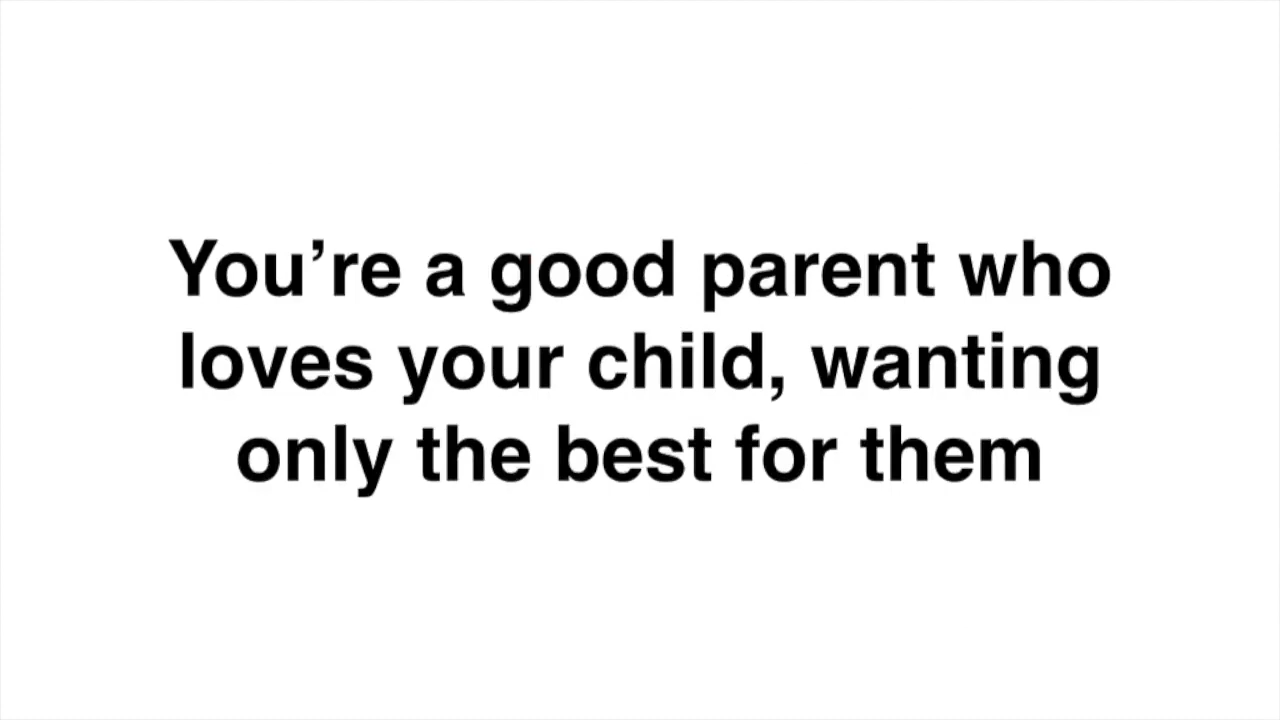 You’re a good parent who
loves your child, wanting
only the best for them